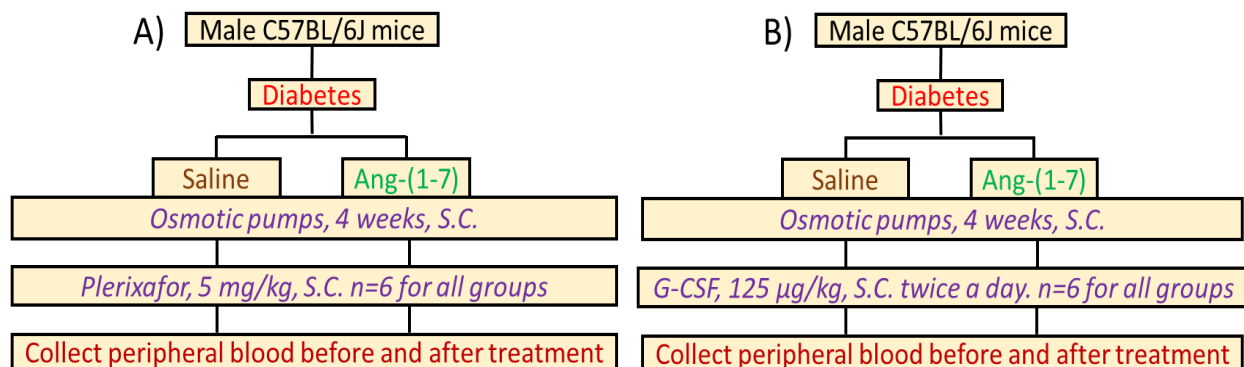 A)
Male C57BL/6J mice
Diabetes
Saline
Ang-(1-7)
Osmotic pumps, 4 weeks, S.C.
Plerixafor, 5 mg/kg, S.C. n=6 for all groups
Collect peripheral blood before and after treatment
B)
Male C57BL/6J mice
Diabetes
Saline
Ang-(1-7)
Osmotic pumps, 4 weeks, S.C.
G-CSF, 125 µg/kg, S.C. twice a day. n=6 for all groups
Collect peripheral blood before and after treatment